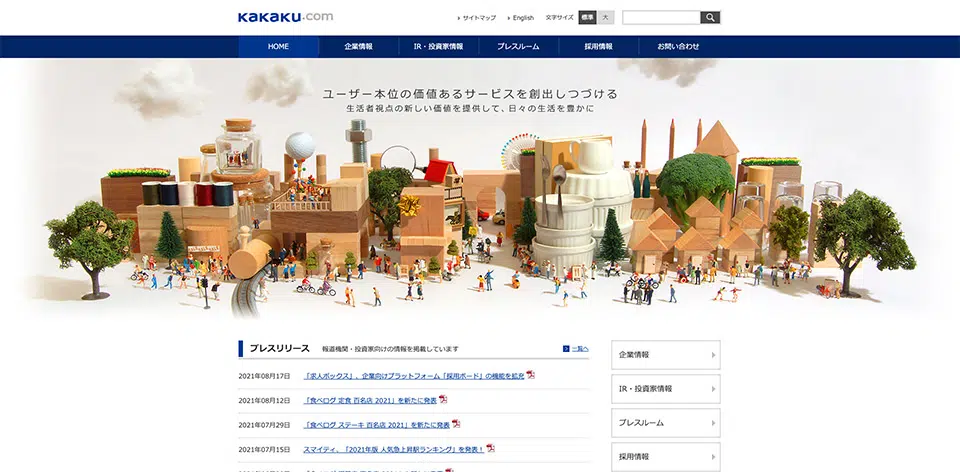 KAKAKU.com
サイトマップ English 文字サイズ 標準 大
HOME 企業情報 IR・投資家情報 プレスルーム 採用情報 お問い合わせ
ユーザー本位の価値あるサービスを創出しつづける
生活者視点の新しい価値を提供して、日々の生活を豊かに
プレスリリース 報道機関・投資家向けの情報を掲載しています 一覧へ
2021年08月17日 「求人ボックス」、企業向けプラットフォーム「採用ボード」の機能を拡充
2021年08月12日 「食べログ 定食 百名店 2021」を新たに発表
2021年07月29日 「食べログ ステーキ 百名店 2021」を新たに発表
2021年07月15日 スマイティ、「2021年版 人気急上昇駅ランキング」を発表！
企業情報
IR・投資家情報
プレスルーム
採用情報